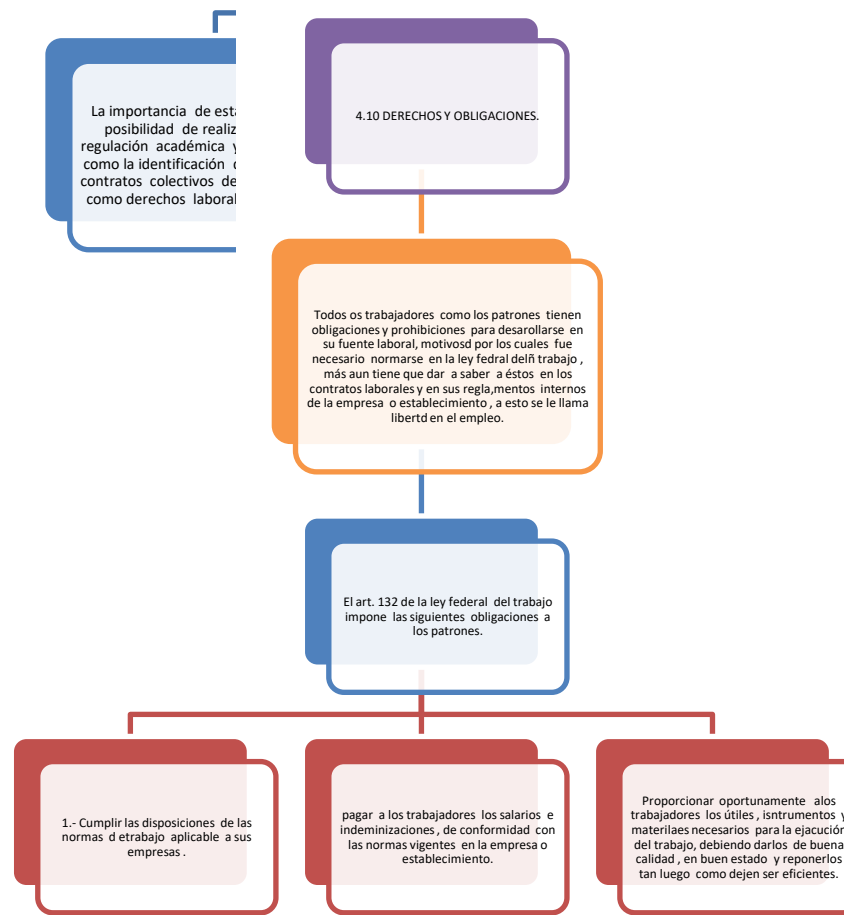 La importancia de
posibilidad de
regulación académica
como la identificación
contratos colectivos de
como derechos
4.10 DERECHOS Y OBLIGACIONES.
Todos os trabajadores como los patrones tienen
obligaciones y prohibiciones para desarollarse en
su fuente laboral, motivosd por los cuales fue
necesario normarse en la ley fedral delñ trabajo ,
más aun tiene que dar a saber a éstos en los
contratos laborales y en sus regla,mentos internos
de la empresa o establecimiento , a esto se le llama
libertd en el empleo.
El art. 132 de la ley federal del trabajo
impone las siguientes obligaciones a
los patrones.
1.- Cumplir las disposiciones de las
normas d etrabajo aplicable a sus
empresas .
pagar a los trabajadores los salarios e
indeminizaciones , de conformidad con
las normas vigentes en la empresa o
establecimiento.
Proporcionar oportunamente alos
trabajadores los útiles , isntrumentos y
materilaes necesarios para la ejecución
del trabajo, debiendo darlos de buena
calidad , en buen estado y reponerlos
tan luego como dejen ser eficientes.